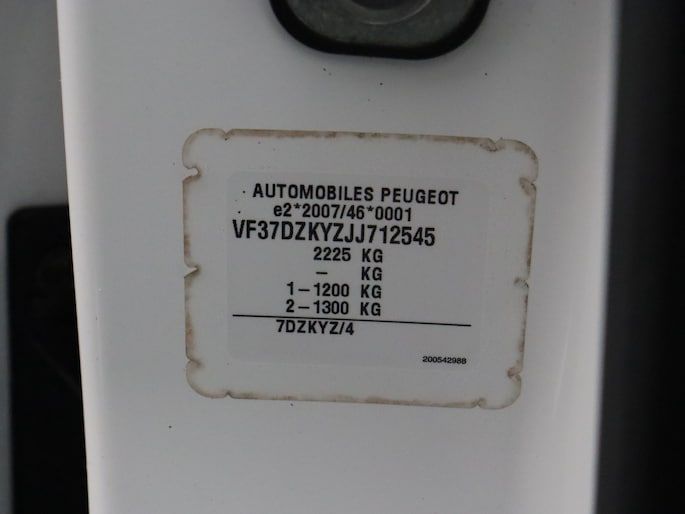 AUTOMOBILES PEUGEOT
e2*2007/46*0001
VF37DZKYZJJ712545
2225 KG
– KG
1–1200 KG
2–1300 KG
7DZKYZ/4
200542988